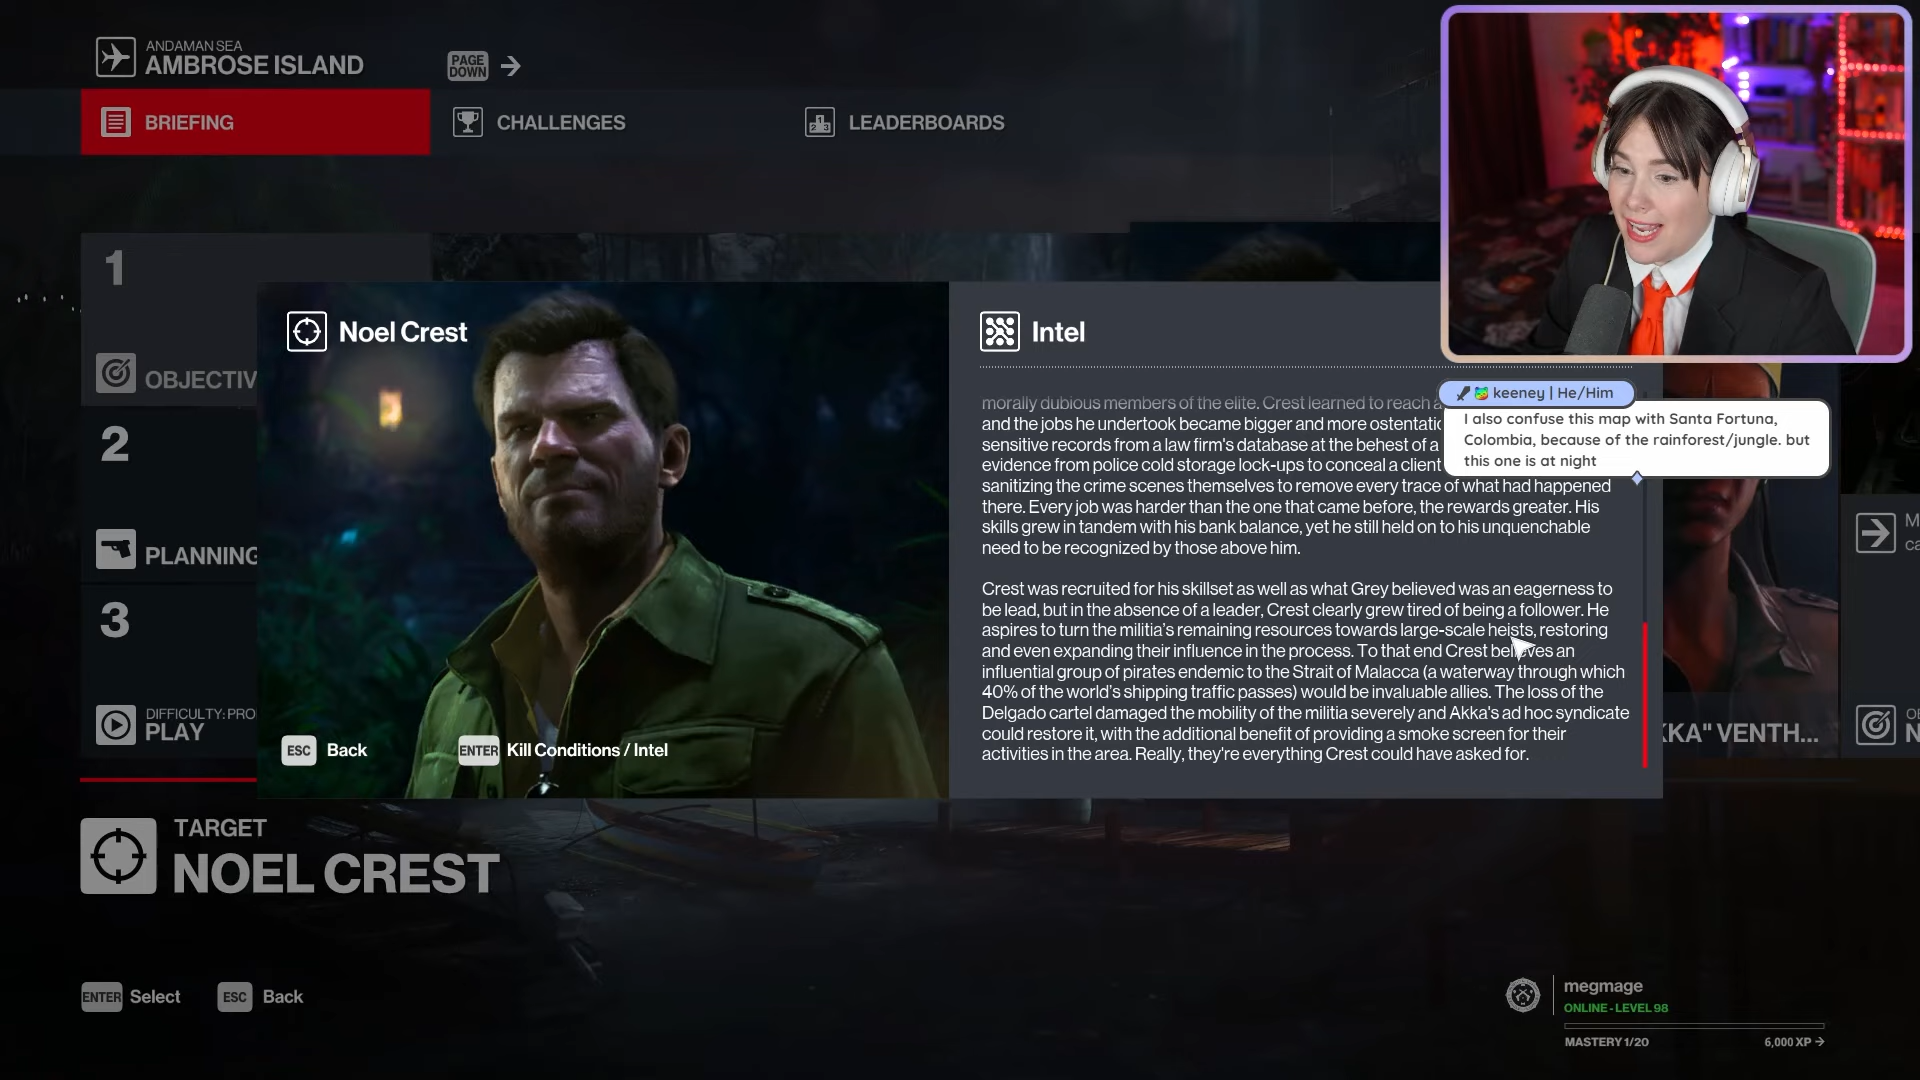 ANDAMAN SEA
AMBROSE ISLAND
PAGE DOWN
BRIEFING
CHALLENGES
LEADERBOARDS
1
OBJECTIV
2
PLANNING
3
DIFFICULTY: PRO
PLAY
Noel Crest
ESC Back
ENTER Kill Conditions / Intel
Intel
morally dubious members of the elite. Crest learned to reach
and the jobs he undertook became bigger and more ostentatio
sensitive records from a law firm's database at the behest of a
evidence from police cold storage lock-ups to conceal a client
sanitizing the crime scenes themselves to remove every trace of what had happened
there. Every job was harder than the one that came before, the rewards greater. His
skills grew in tandem with his bank balance, yet he still held on to his unquenchable
need to be recognized by those above him.
Crest was recruited for his skillset as well as what Grey believed was an eagerness to
be lead, but in the absence of a leader, Crest clearly grew tired of being a follower. He
aspires to turn the militia's remaining resources towards large-scale heists, restoring
and even expanding their influence in the process. To that end Crest believes an
influential group of pirates endemic to the Strait of Malacca (a waterway through which
40% of the world's shipping traffic passes) would be invaluable allies. The loss of the
Delgado cartel damaged the mobility of the militia severely and Akka's ad hoc syndicate
could restore it, with the additional benefit of providing a smoke screen for their
activities in the area. Really, they're everything Crest could have asked for.
keeney | He/Him
I also confuse this map with Santa Fortuna,
Colombia, because of the rainforest/jungle. but
this one is at night
KKA" VENTH...
TARGET
NOEL CREST
ENTER Select
ESC Back
megmage
ONLINE - LEVEL 98
MASTERY 1/20
6,000 XP